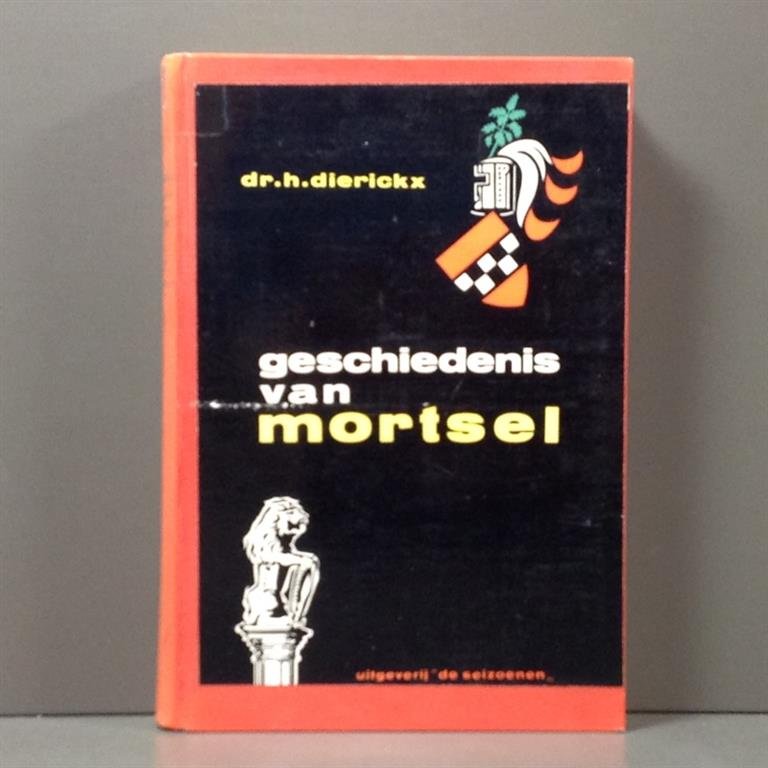 dr.h.dierickx
geschiedenis
van
mortsel
uitgeverij "de seizoenen„